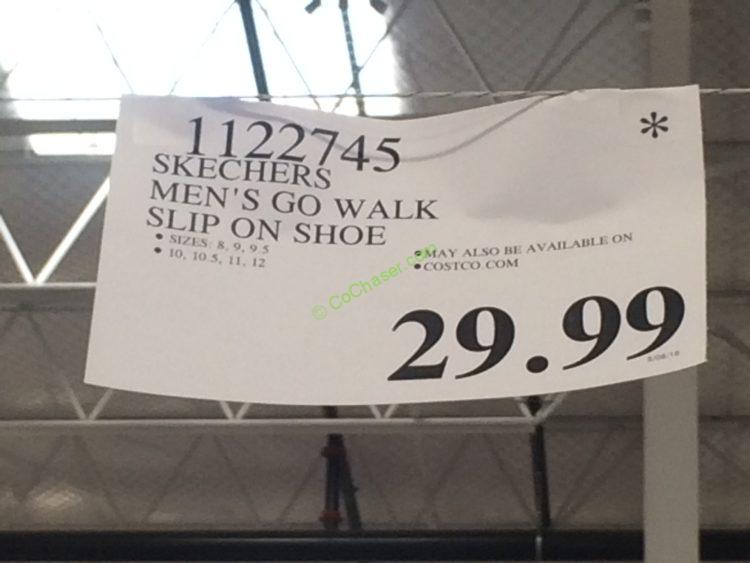 1122745
*
SKECHERS
MEN'S GO WALK
SLIP ON SHOE
• SIZES: 8, 9, 9.5
• 10, 10.5, 11, 12
•MAY ALSO BE AVAILABLE ON
•COSTCO.COM
© CoChaser.com
29.99